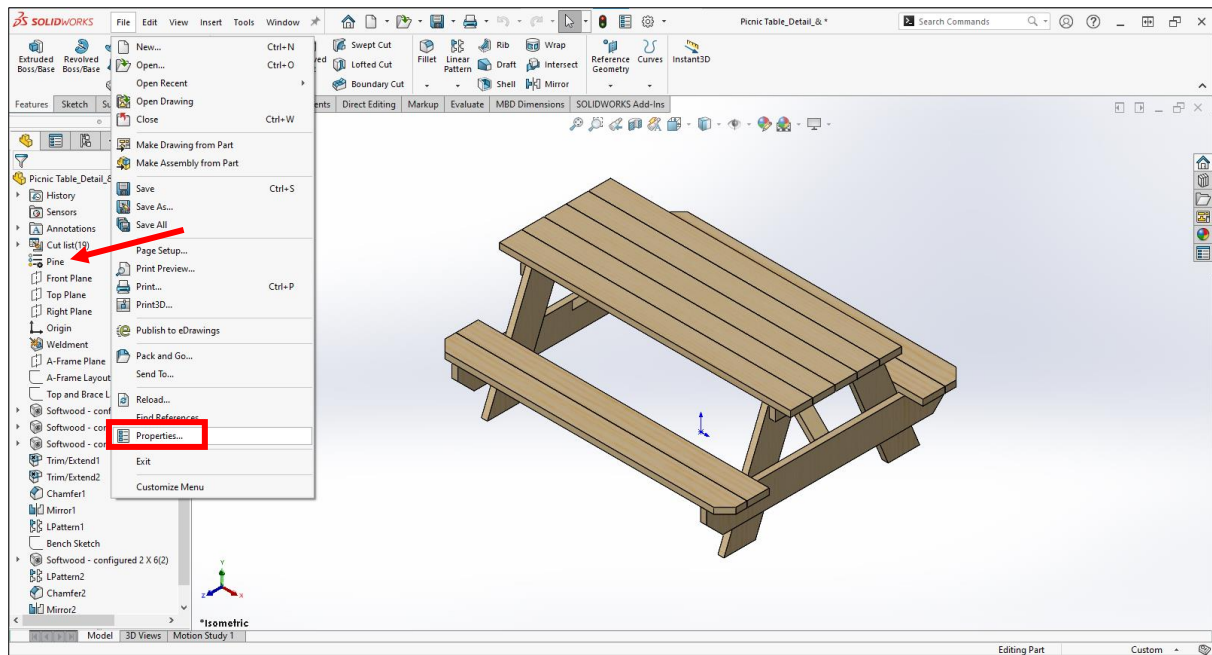 SOLIDWORKS File Edit View Insert Tools Window Picnic Table_Detail_& * Search Commands
Extruded Boss/Base
Revolved Boss/Base
Swept Cut
Lofted Cut
Boundary Cut
Fillet
Linear Pattern
Rib
Draft
Shell
Wrap
Intersect
Mirror
Reference Geometry
Curves
Instant3D
Features Sketch Direct Editing Markup Evaluate MBD Dimensions SOLIDWORKS Add-Ins
New... Ctrl+N
Open... Ctrl+O
Open Recent
Open Drawing
Close Ctrl+W
Make Drawing from Part
Make Assembly from Part
Save Ctrl+S
Save As...
Save All
Page Setup...
Print Preview...
Print... Ctrl+P
Print3D...
Publish to eDrawings
Pack and Go...
Send To...
Reload...
Find References
Properties...
Exit
Customize Menu
Picnic Table_Detail_&
History
Sensors
Annotations
Cut list(19)
Pine
Front Plane
Top Plane
Right Plane
Origin
Weldment
A-Frame Plane
A-Frame Layout
Top and Brace L
Softwood - conf
Softwood - cor
Softwood - cor
Trim/Extend1
Trim/Extend2
Chamfer1
Mirror1
LPattern1
Bench Sketch
Softwood - configured 2 X 6(2)
LPattern2
Chamfer2
Mirror2
Y
Z X
*Isometric
Model 3D Views Motion Study 1
Editing Part Custom